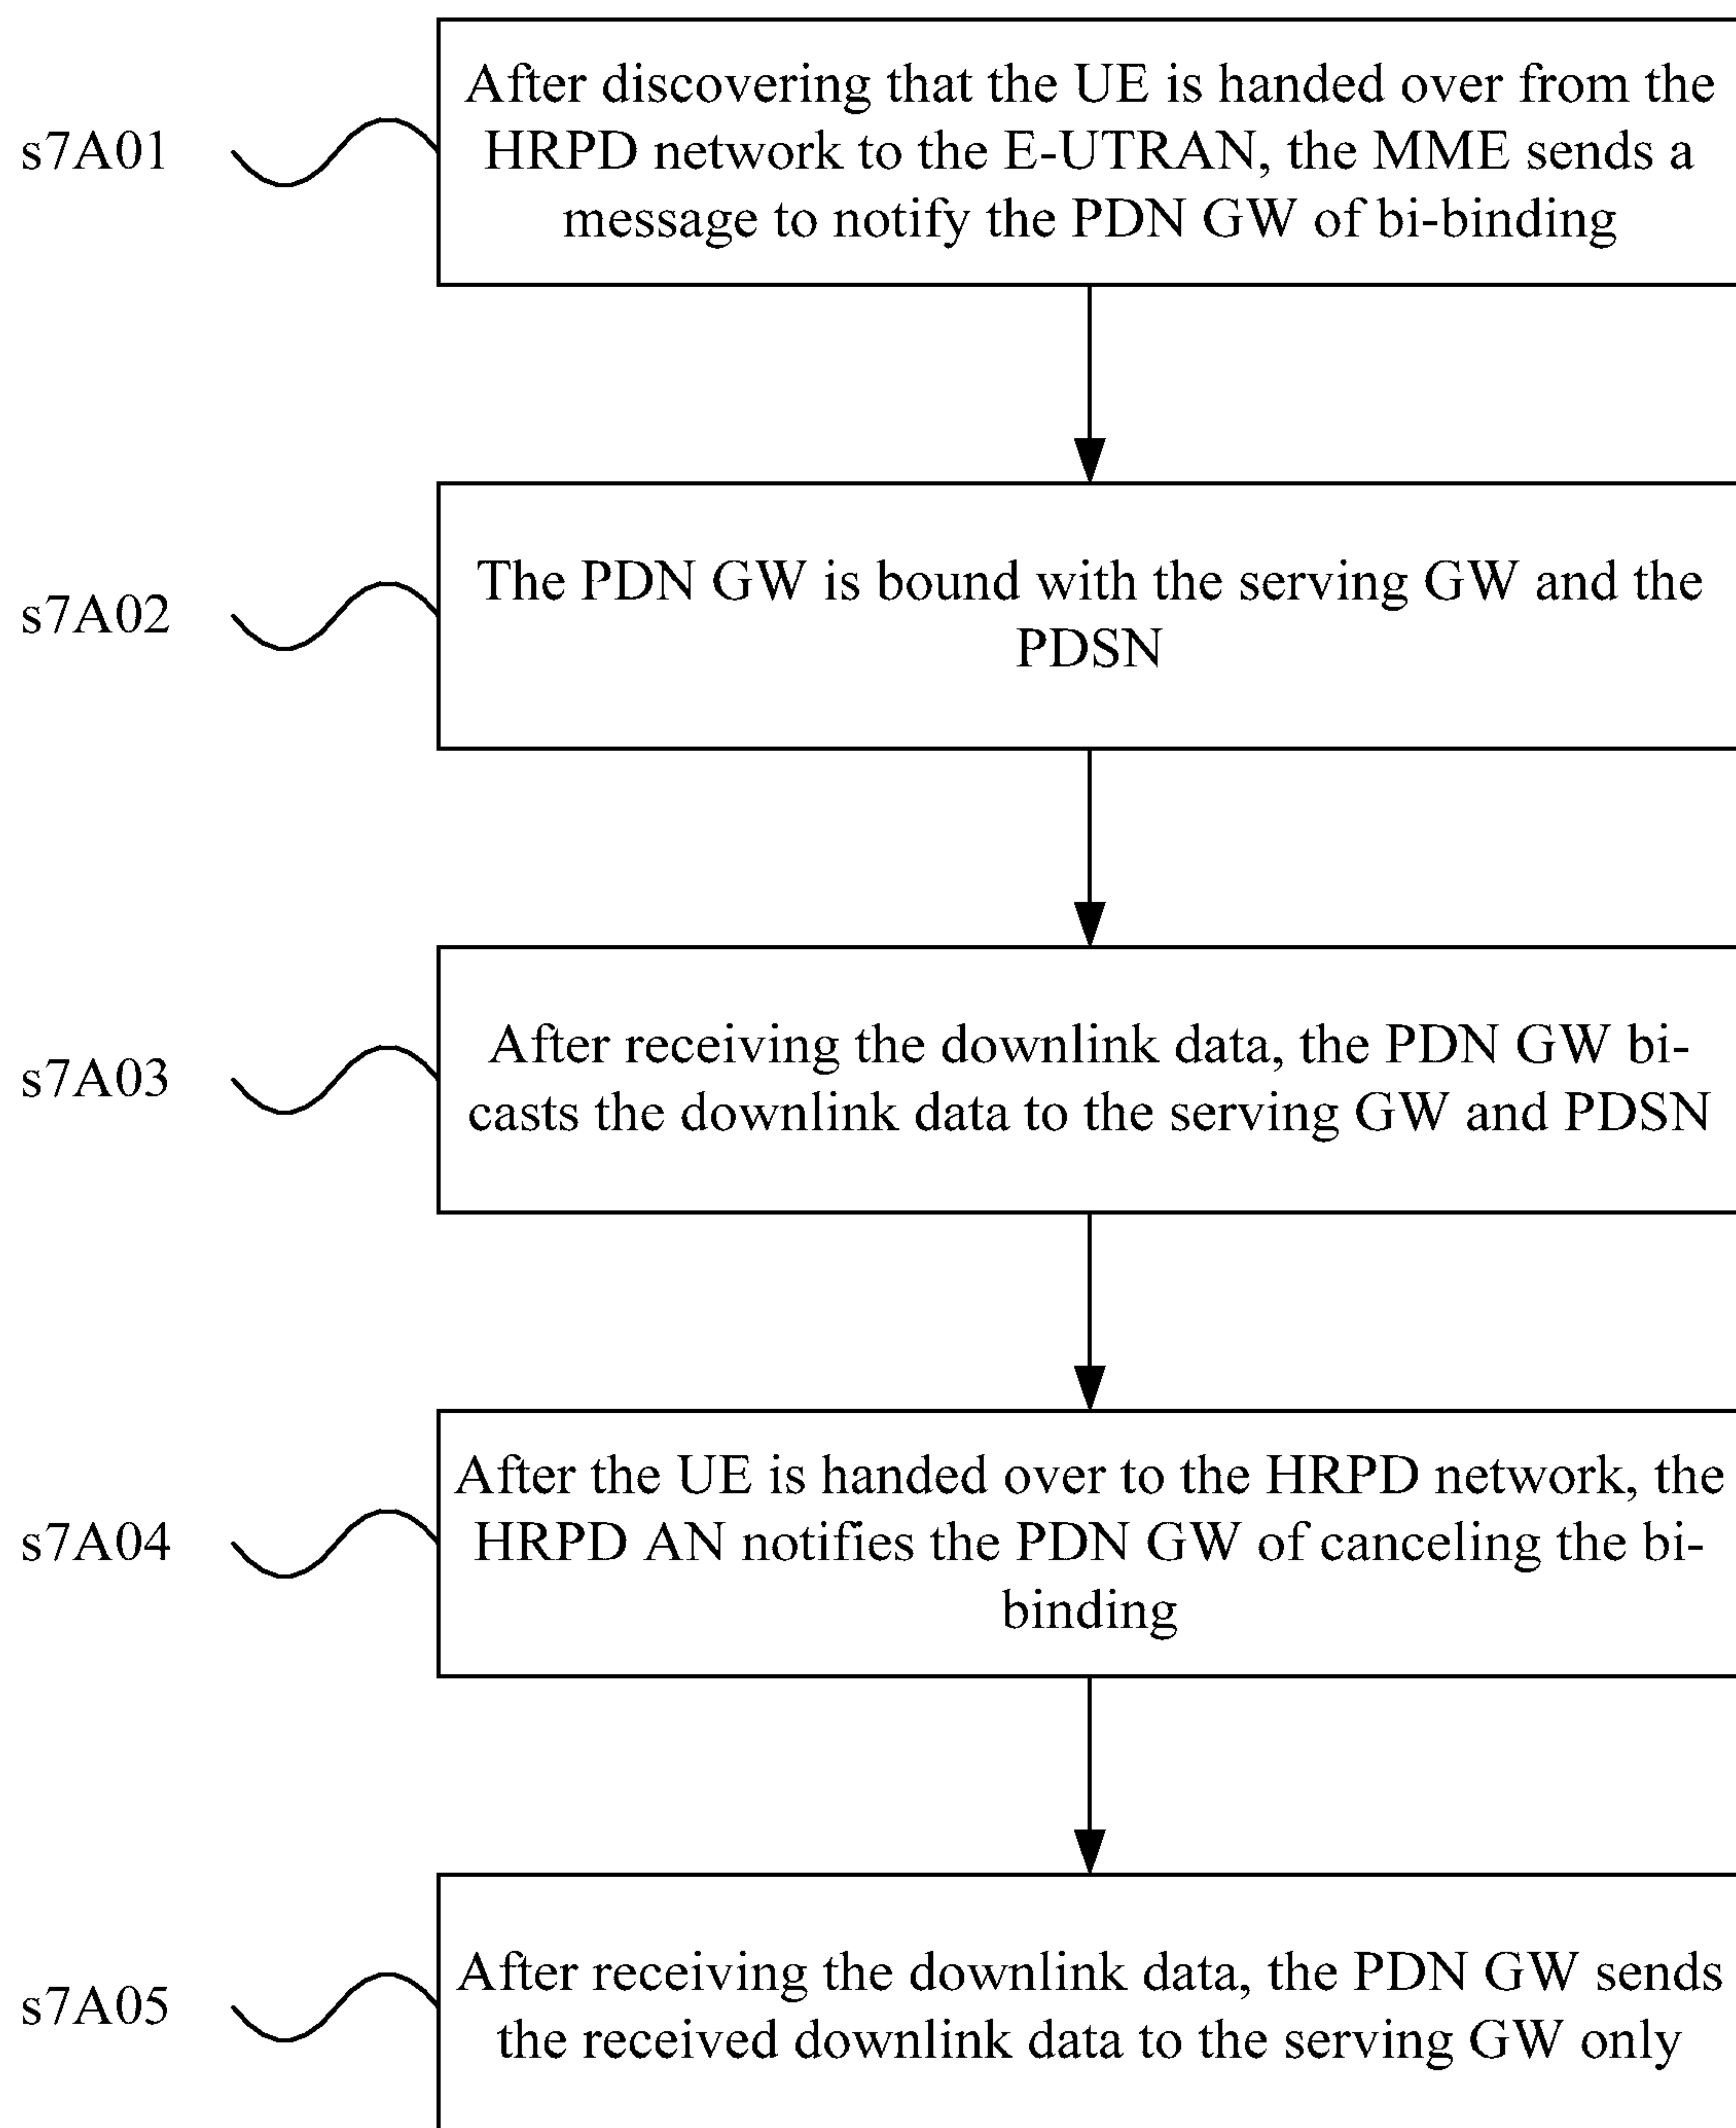 s7A01
After discovering that the UE is handed over from the
HRPD network to the E-UTRAN, the MME sends a
message to notify the PDN GW of bi-binding
s7A02
The PDN GW is bound with the serving GW and the
PDSN
s7A03
After receiving the downlink data, the PDN GW bi-
casts the downlink data to the serving GW and PDSN
s7A04
After the UE is handed over to the HRPD network, the
HRPD AN notifies the PDN GW of canceling the bi-
binding
s7A05
After receiving the downlink data, the PDN GW sends
the received downlink data to the serving GW only